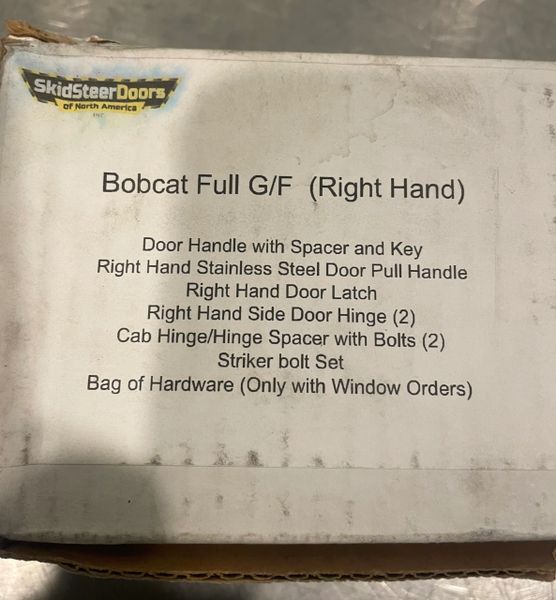 SkidSteerDoors
of North America
INC
Bobcat Full G/F (Right Hand)
Door Handle with Spacer and Key
Right Hand Stainless Steel Door Pull Handle
Right Hand Door Latch
Right Hand Side Door Hinge (2)
Cab Hinge/Hinge Spacer with Bolts (2)
Striker bolt Set
Bag of Hardware (Only with Window Orders)